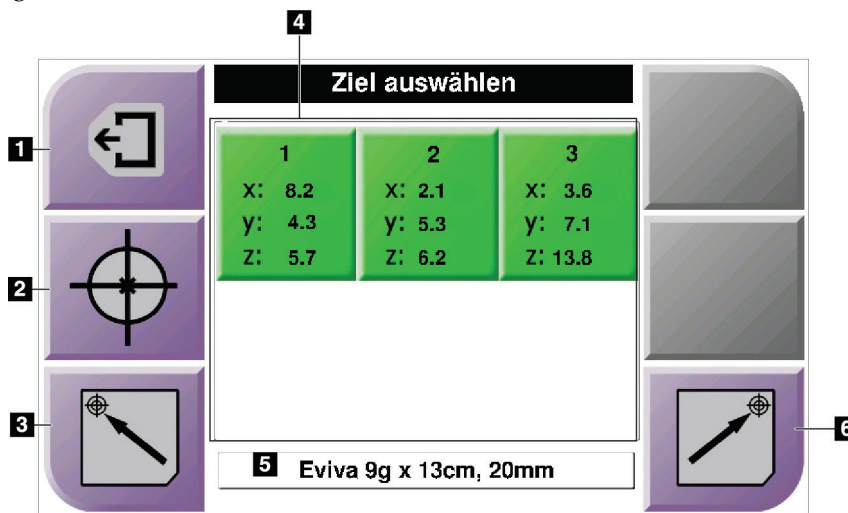 4
Ziel auswählen
1
2
3
1
2
3
x: 8.2
x: 2.1
x: 3.6
y: 4.3
y: 5.3
y: 7.1
z: 5.7
z: 6.2
z: 13.8
6
5 Eviva 9g x 13cm, 20mm